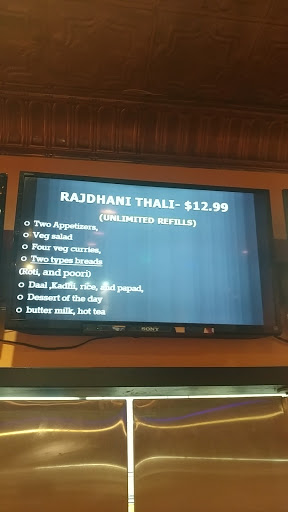 RAJDHANI THALI- $12.99
(UNLIMITED REFILLS)
o Two Appetizers,
o Veg salad
o Four veg curries,
o Two types breads
(Roti, and poori)
o Daal ,Kadhi, rice, and papad,
o Dessert of the day
o butter milk, hot tea
SONY